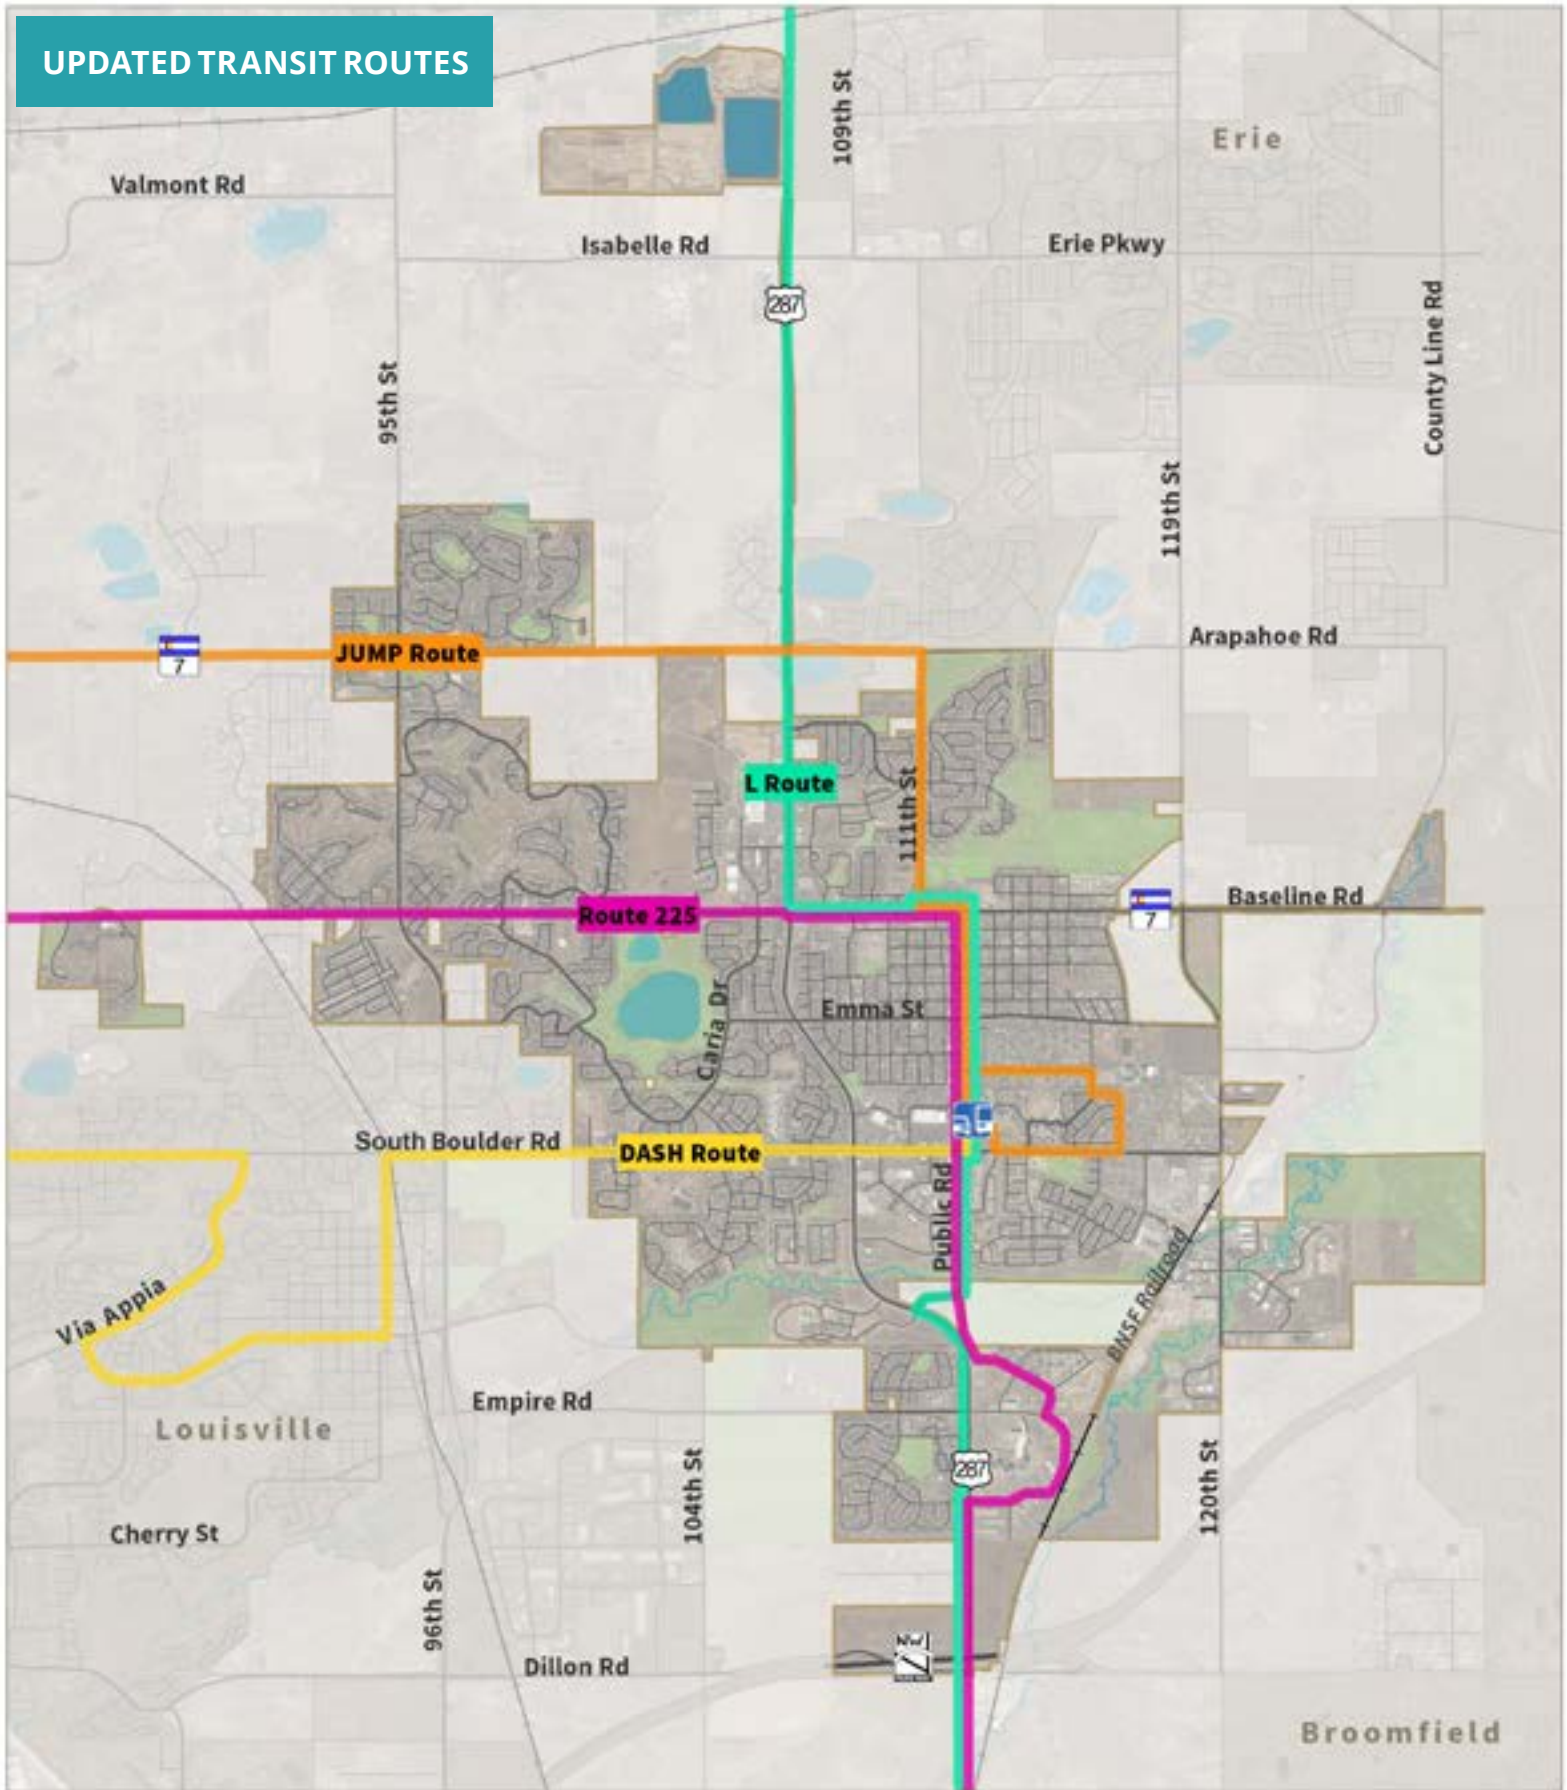 UPDATED TRANSIT ROUTES
109th St
Erie
Valmont Rd
Isabelle Rd
Erie Pkwy
287
County Line Rd
95th St
119th St
Arapahoe Rd
7
JUMP Route
L Route
111th St
Baseline Rd
7
Route 225
Emma St
Caria Dr
South Boulder Rd
DASH Route
Public Rd
Via Appia
BNSF Railroad
Empire Rd
Louisville
287
104th St
120th St
Cherry St
96th St
Dillon Rd
Broomfield